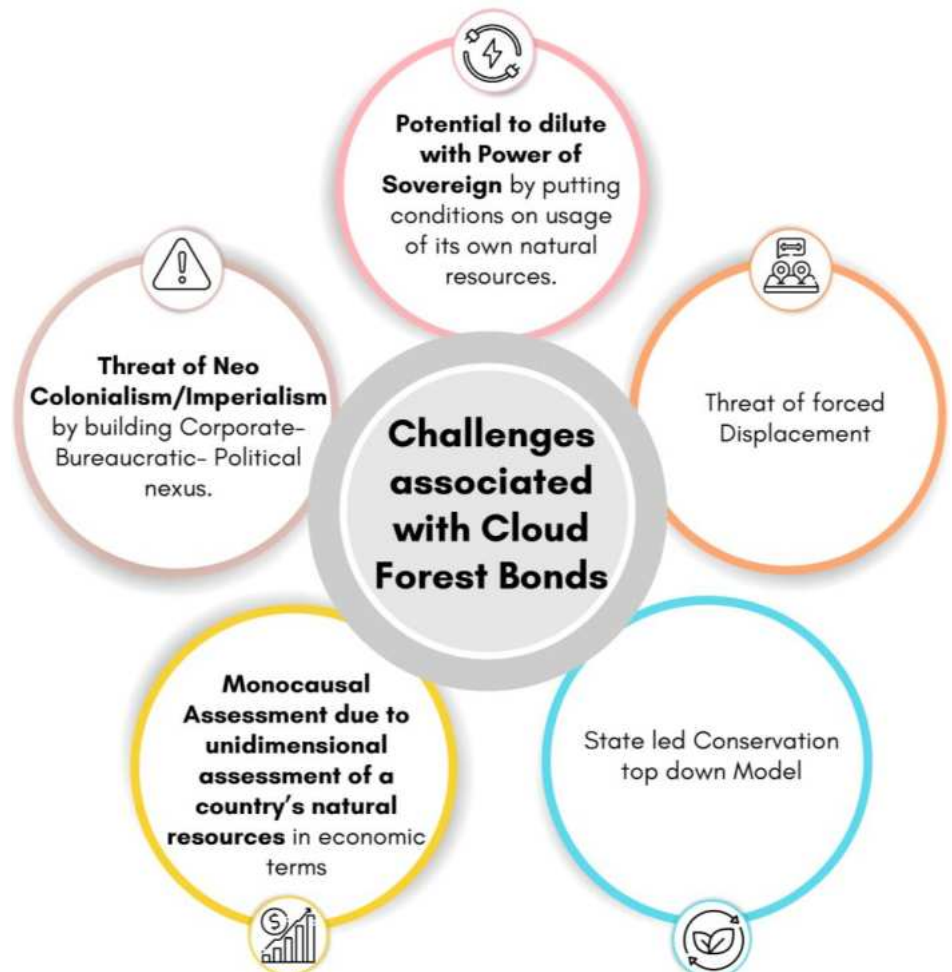 Potential to dilute
with Power of
Sovereign by putting
conditions on usage
of its own natural
resources.
Threat of Neo
Colonialism/Imperialism
by building Corporate-
Bureaucratic- Political
nexus.
Threat of forced
Displacement
Challenges
associated
with Cloud
Forest Bonds
Monocausal
Assessment due to
unidimensional
assessment of a
country's natural
resources in economic
terms
State led Conservation
top down Model